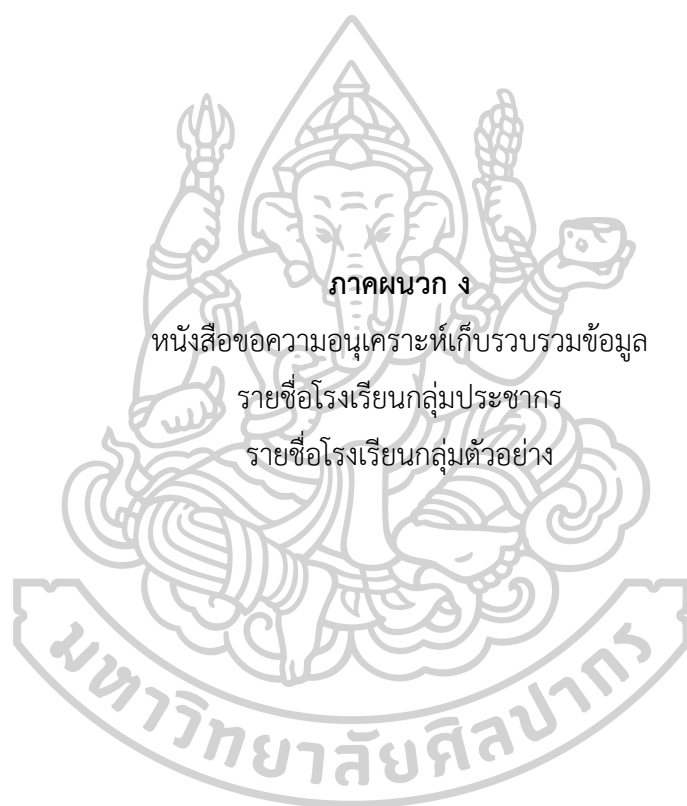 ภาคผนวก ง
หนังสือขอความอนุเคราะห์เก็บรวบรวมข้อมูล
รายชื่อโรงเรียนกลุ่มประชากร
รายชื่อโรงเรียนกลุ่มตัวอย่าง
มหาวิทยาลัยศิลปากร